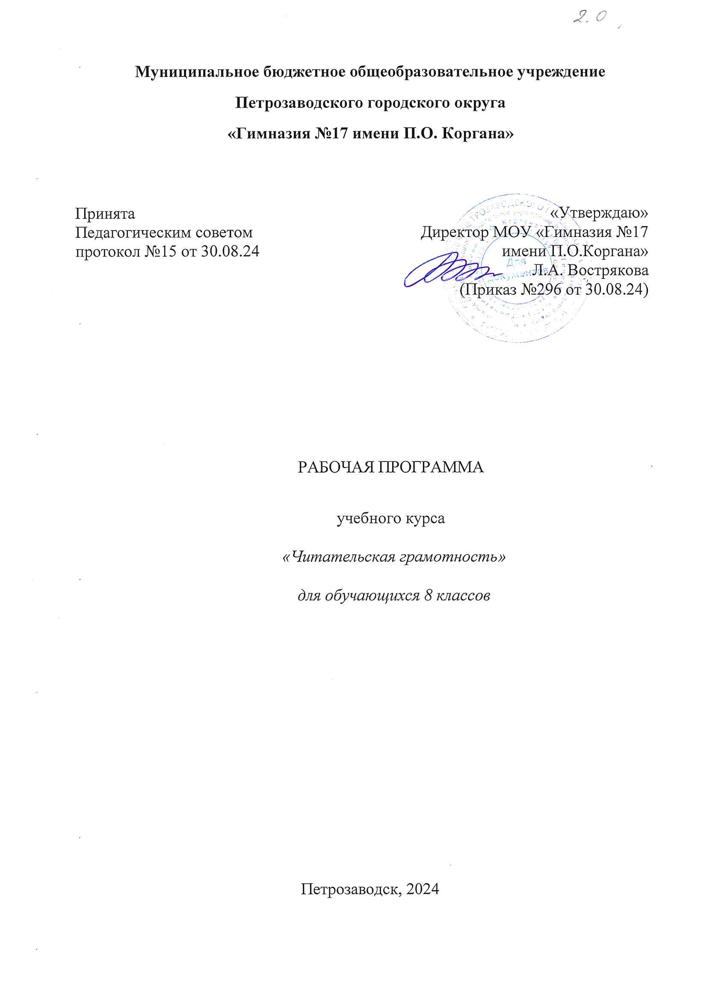 2.0
Муниципальное бюджетное общеобразовательное учреждение
Петрозаводского городского округа
«Гимназия №17 имени П.О. Коргана»
Принята
Педагогическим советом
протокол №15 от 30.08.24
«Утверждаю»
Директор МОУ «Гимназия №17
имени П.О.Коргана»
Л.А. Вострякова
(Приказ №296 от 30.08.24)
Для
документов
РАБОЧАЯ ПРОГРАММА
учебного курса
«Читательская грамотность»
для обучающихся 8 классов
Петрозаводск, 2024